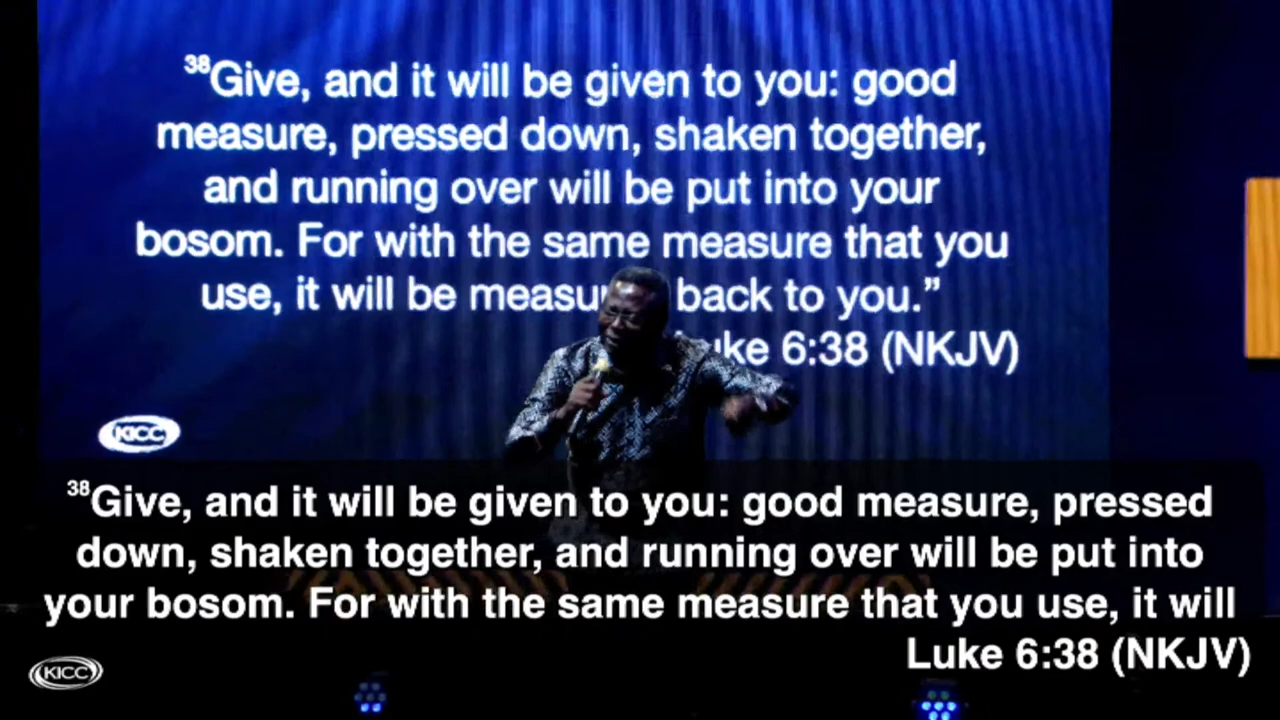 ³⁸Give, and it will be given to you: good
measure, pressed down, shaken together,
and running over will be put into your
bosom. For with the same measure that you
use, it will be measu back to you.”
uke 6:38 (NKJV)
KICC
³⁸Give, and it will be given to you: good measure, pressed
down, shaken together, and running over will be put into
your bosom. For with the same measure that you use, it will
Luke 6:38 (NKJV)
KICC